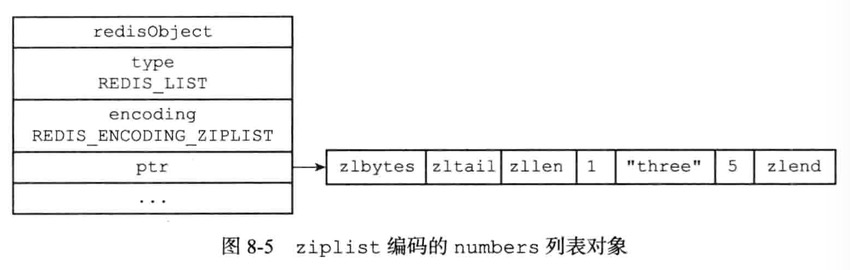 redisObject
type
REDIS_LIST
encoding
REDIS_ENCODING_ZIPLIST
ptr
...
zlbytes zltail zllen 1 "three" 5 zlend
图 8-5 ziplist 编码的 numbers 列表对象